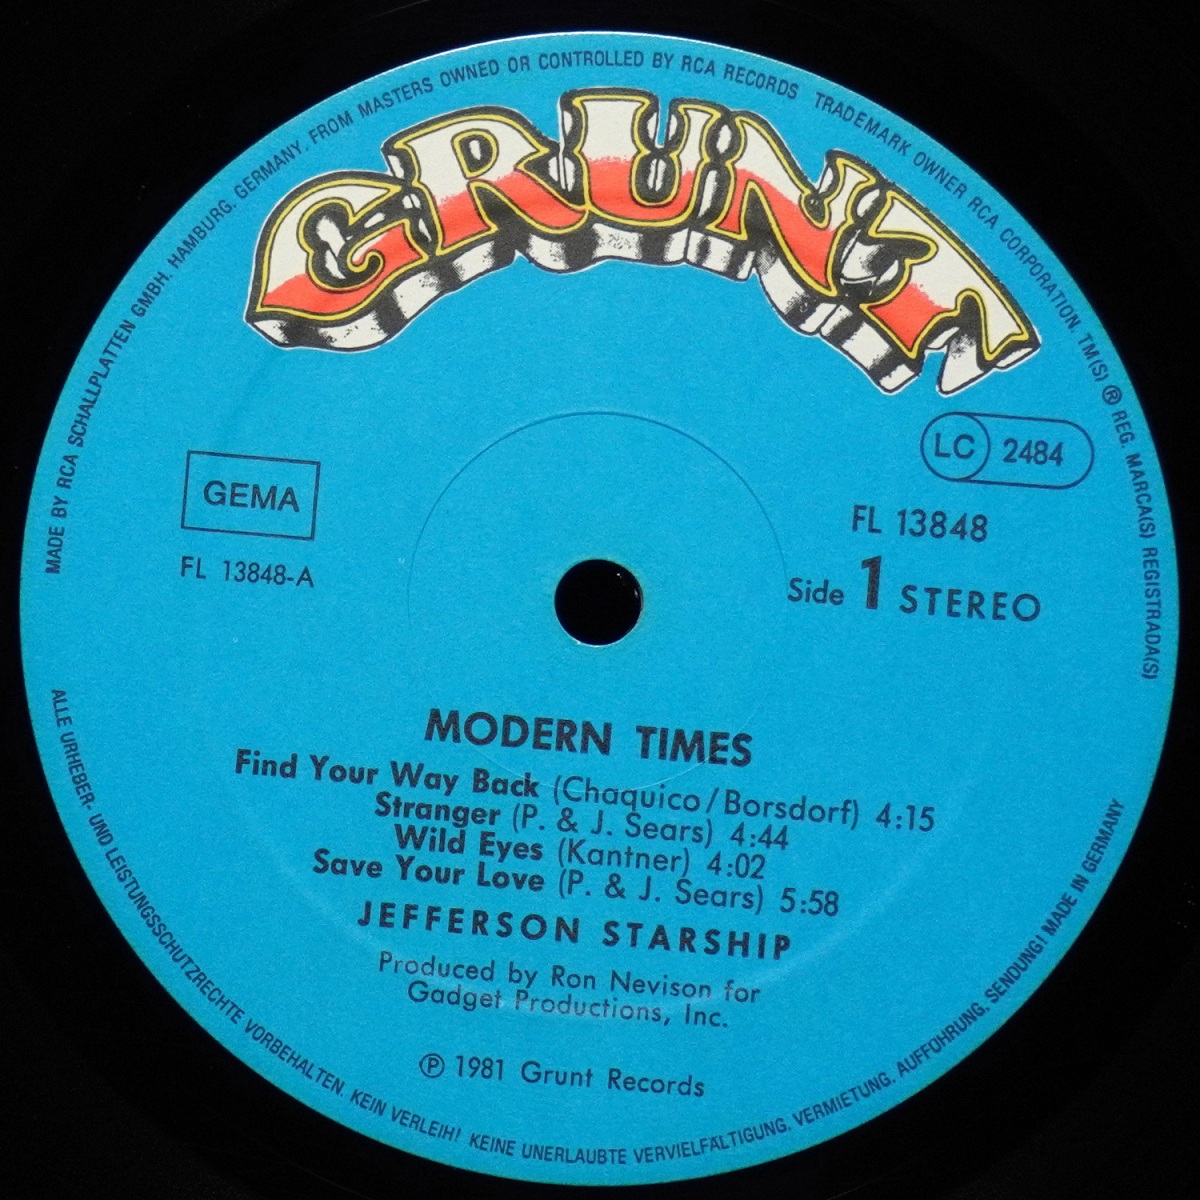 MADE BY RCA SCHALLPLATTEN GMBH. HAMBURG. GERMANY. FROM MASTERS OWNED OR CONTROLLED BY RCA RECORDS TRADEMARK OWNER RCA CORPORATION. TM(S) ® REG. MARCA(S) REGISTRADA(S)
GRUNT
LC 2484
GEMA
FL 13848
FL 13848-A
Side 1 STEREO
MODERN TIMES
Find Your Way Back (Chaquico/Borsdorf) 4:15
Stranger (P. & J. Sears) 4:44
Wild Eyes (Kantner) 4:02
Save Your Love (P. & J. Sears) 5:58
JEFFERSON STARSHIP
Produced by Ron Nevison for
Gadget Productions, Inc.
℗ 1981 Grunt Records
ALLE URHEBER- UND LEISTUNGSSCHUTZRECHTE VORBEHALTEN. KEIN VERLEIH! KEINE UNERLAUBTE VERVIELFÄLTIGUNG. VERMIETUNG. AUFFÜHRUNG. SENDUNG! MADE IN GERMANY